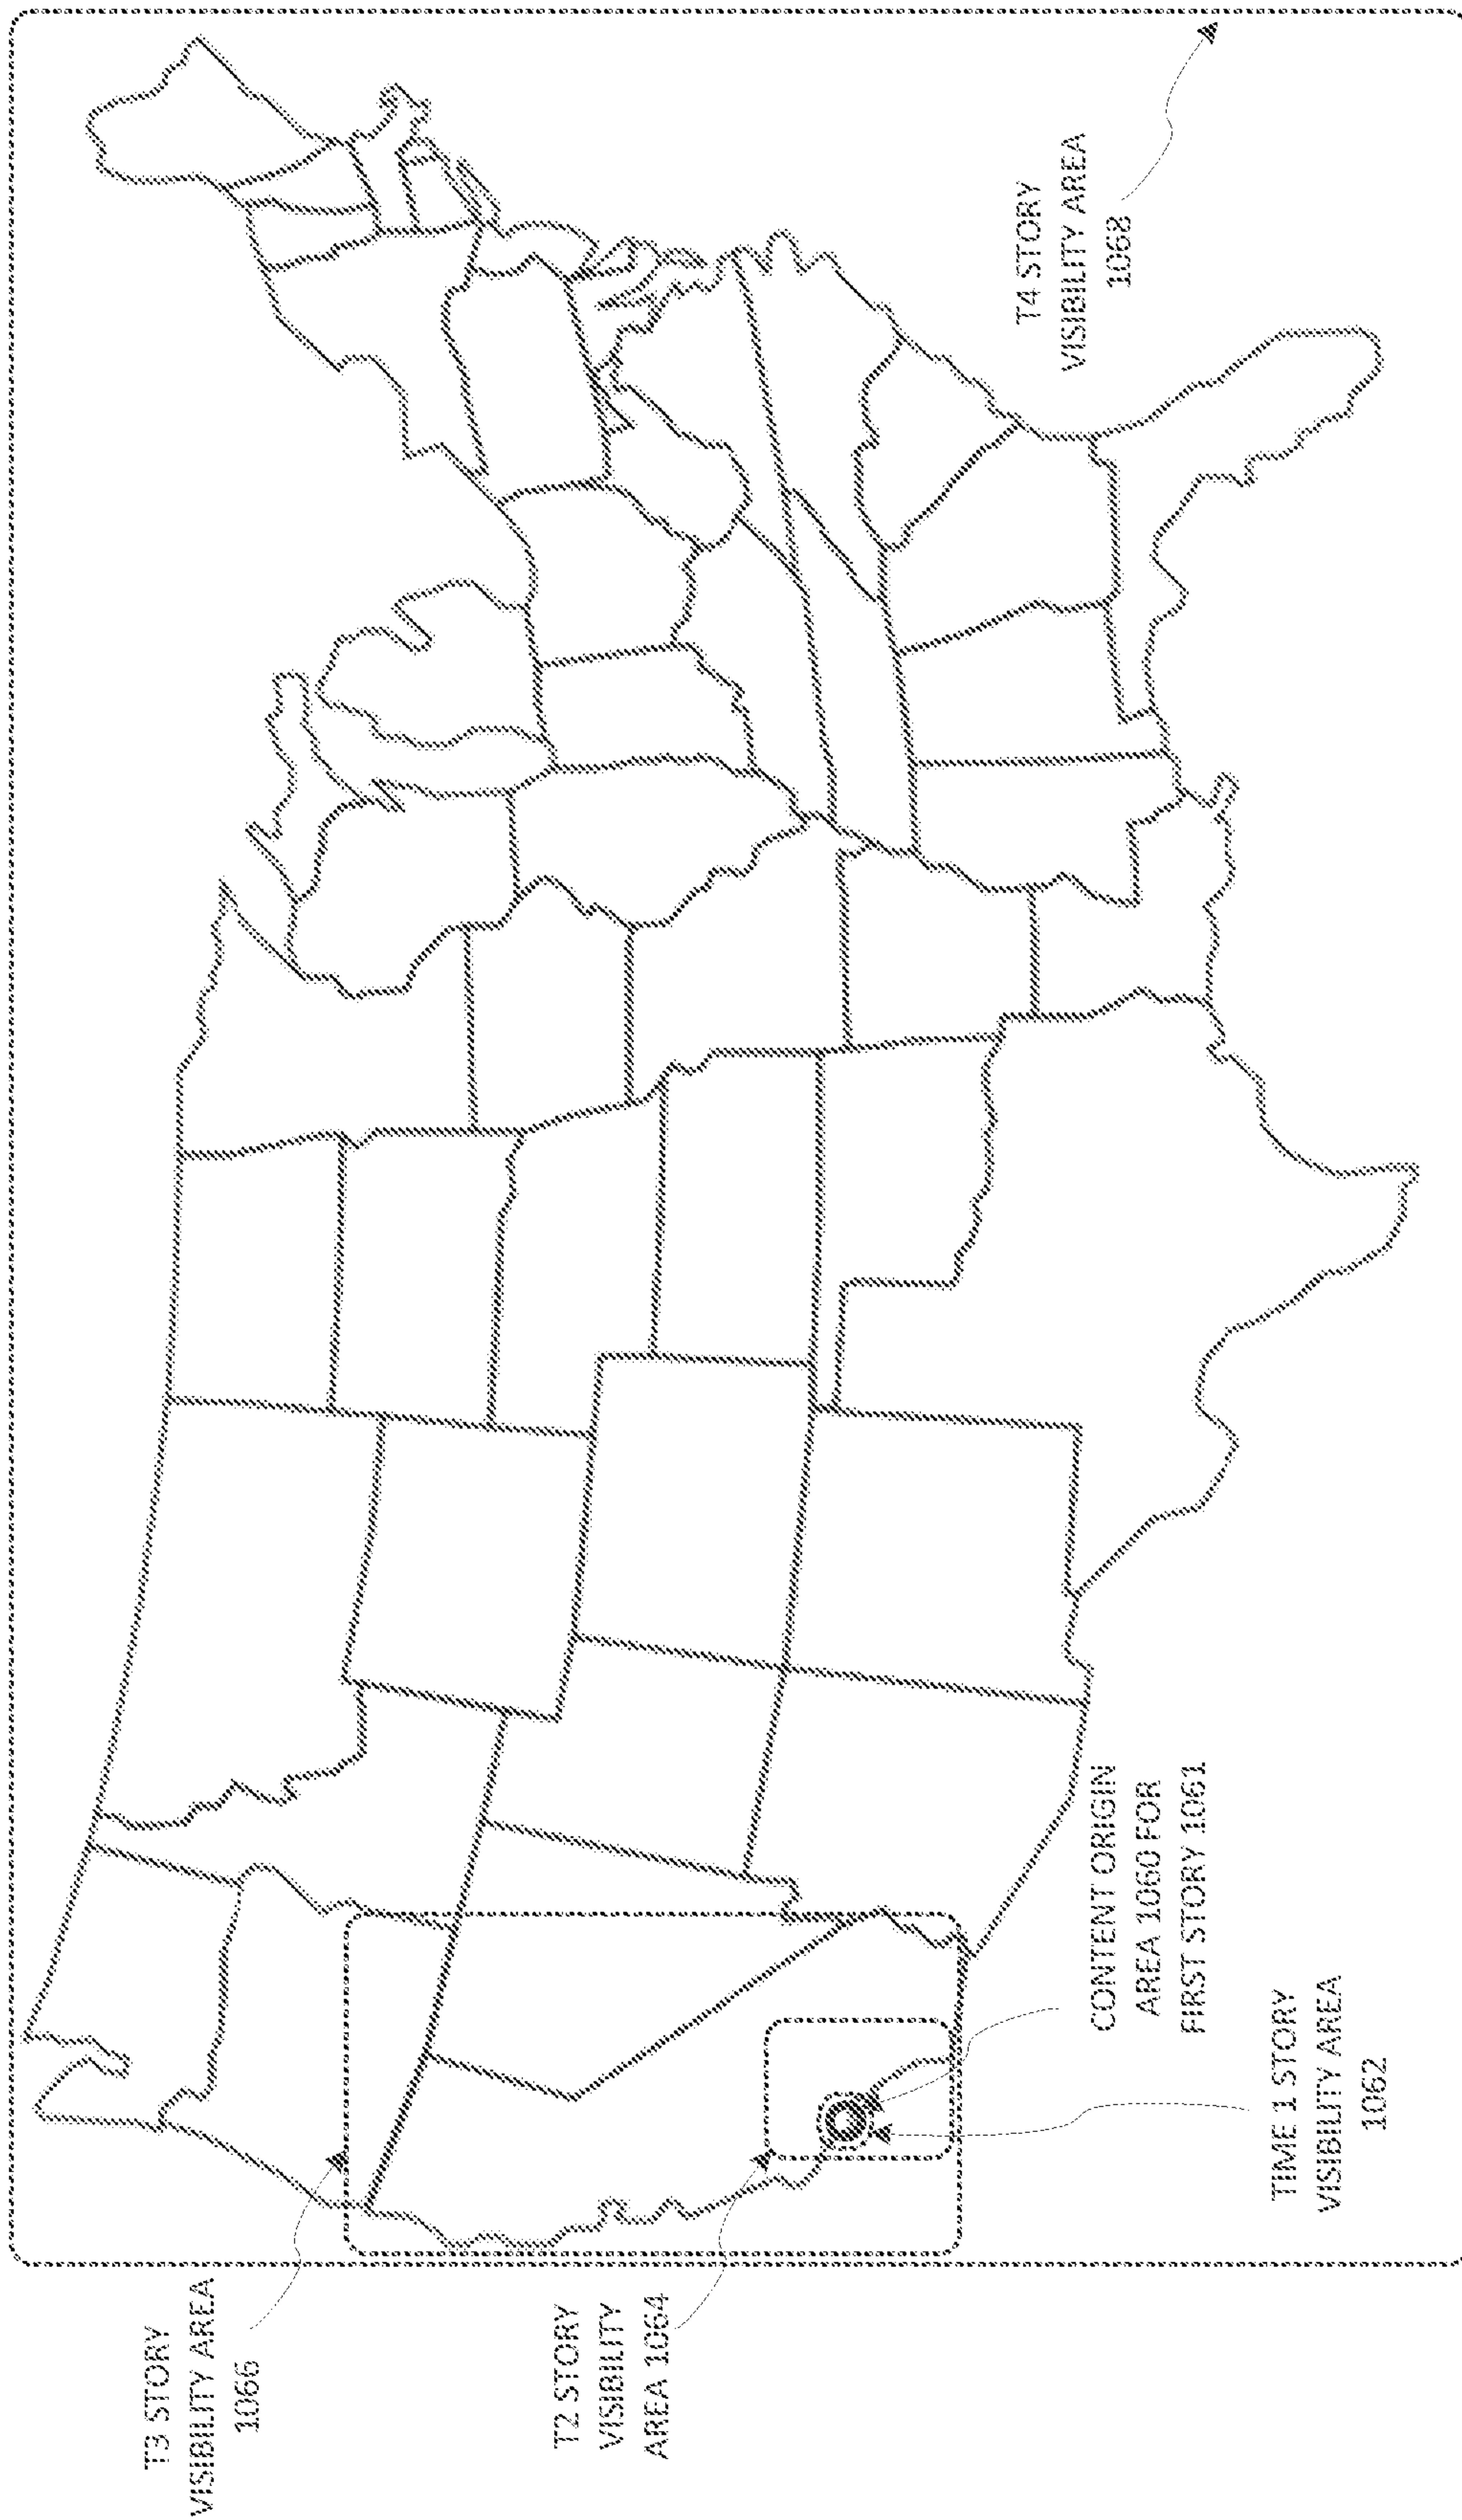 T3 STORY
VISIBILITY AREA
1066
T2 STORY
VISIBILITY
AREA 1064
TIME 1 STORY
VISIBILITY AREA
1062
CONTENT ORIGIN
AREA 1060 FOR
FIRST STORY 1061
T4 STORY
VISIBILITY AREA
1068